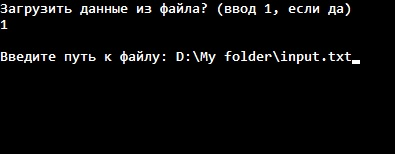 Загрузить данные из файла? (ввод 1, если да)
1
Введите путь к файлу: D:\My folder\input.txt